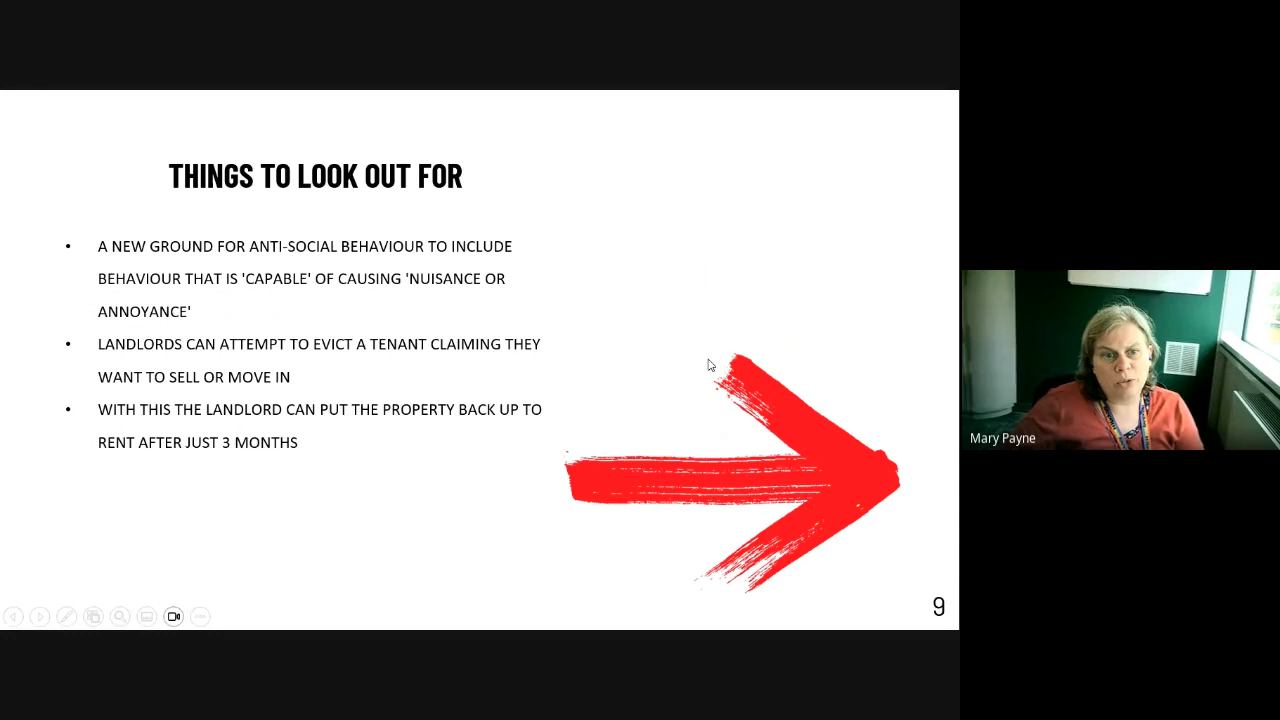 THINGS TO LOOK OUT FOR
• A NEW GROUND FOR ANTI-SOCIAL BEHAVIOUR TO INCLUDE
BEHAVIOUR THAT IS 'CAPABLE' OF CAUSING 'NUISANCE OR
ANNOYANCE'
• LANDLORDS CAN ATTEMPT TO EVICT A TENANT CLAIMING THEY
WANT TO SELL OR MOVE IN
• WITH THIS THE LANDLORD CAN PUT THE PROPERTY BACK UP TO
RENT AFTER JUST 3 MONTHS
9
Mary Payne